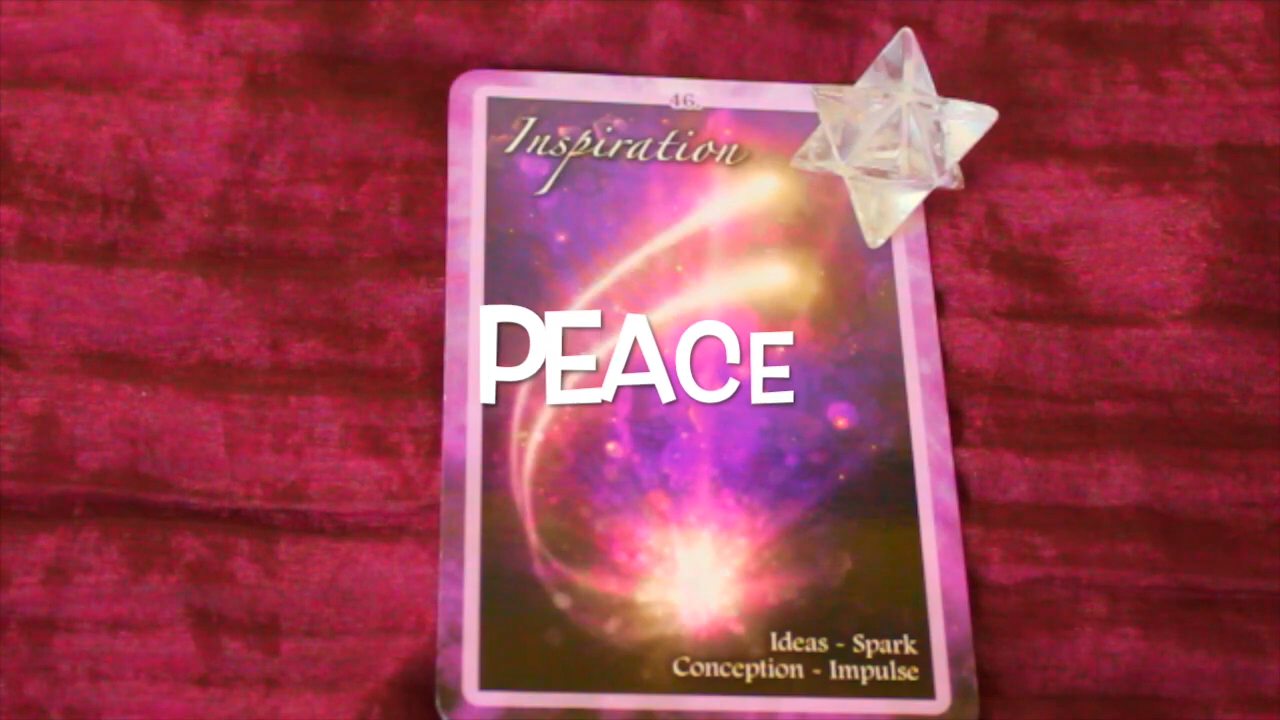 46.
Inspiration
PEACE
Ideas - Spark
Conception - Impulse